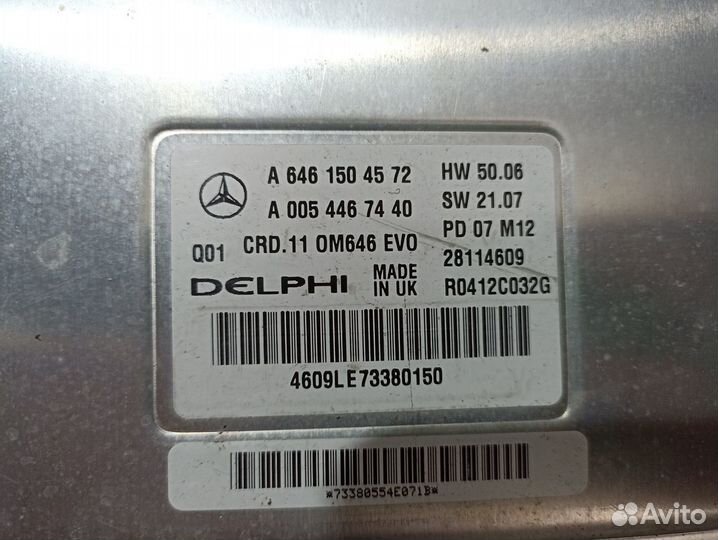 A 646 150 45 72 HW 50.06
A 005 446 74 40 SW 21.07
Q01 CRD.11 OM646 EVO PD 07 M12
28114609
DELPHI MADE IN UK R0412C032G
4609LE73380150
*73380554E071B*
Avito